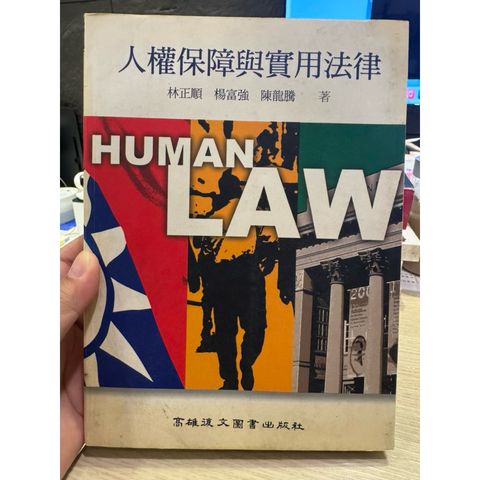 人權保障與實用法律
林正順 楊富強 陳龍騰 著
HUMAN
LAW
200
高雄復文圖書出版社